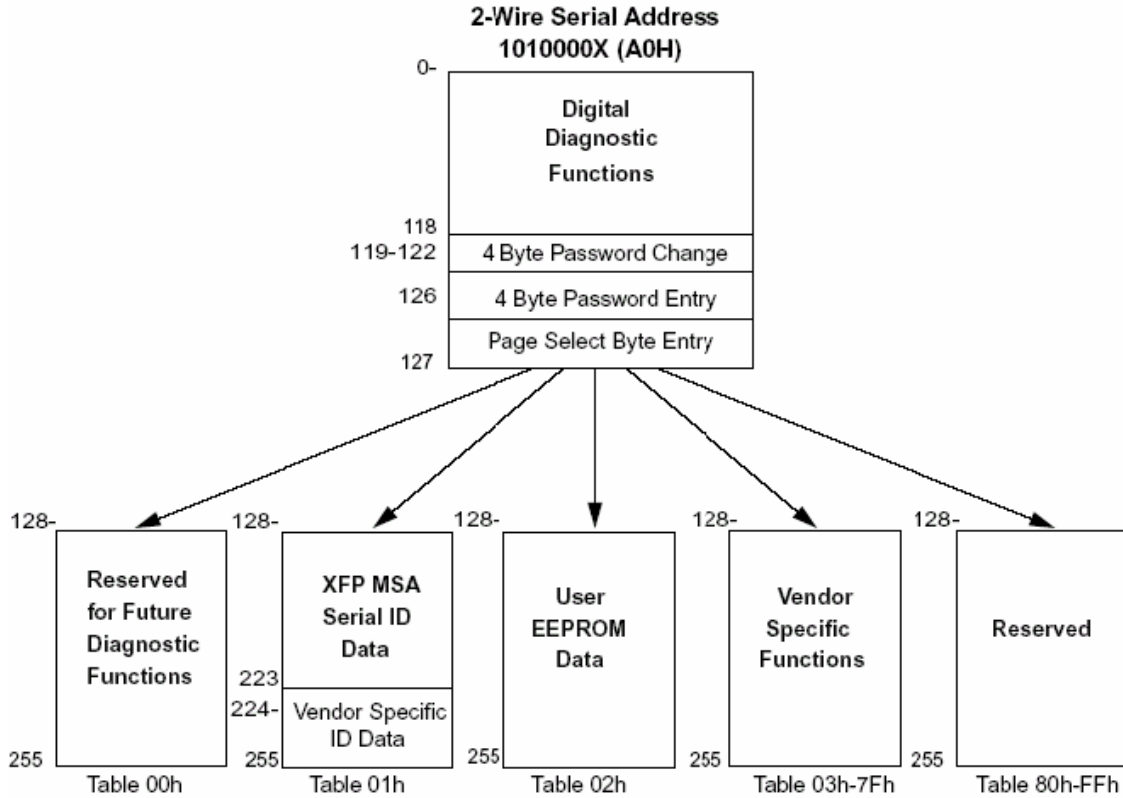 2-Wire Serial Address
1010000X (A0H)
0-
Digital
Diagnostic
Functions
118
119-122
4 Byte Password Change
126
4 Byte Password Entry
Page Select Byte Entry
127
128-
Reserved
for Future
Diagnostic
Functions
255
Table 00h
128-
XFP MSA
Serial ID
Data
223
224-
Vendor Specific
ID Data
255
Table 01h
128-
User
EEPROM
Data
255
Table 02h
128-
Vendor
Specific
Functions
255
Table 03h-7Fh
128-
Reserved
255
Table 80h-FFh